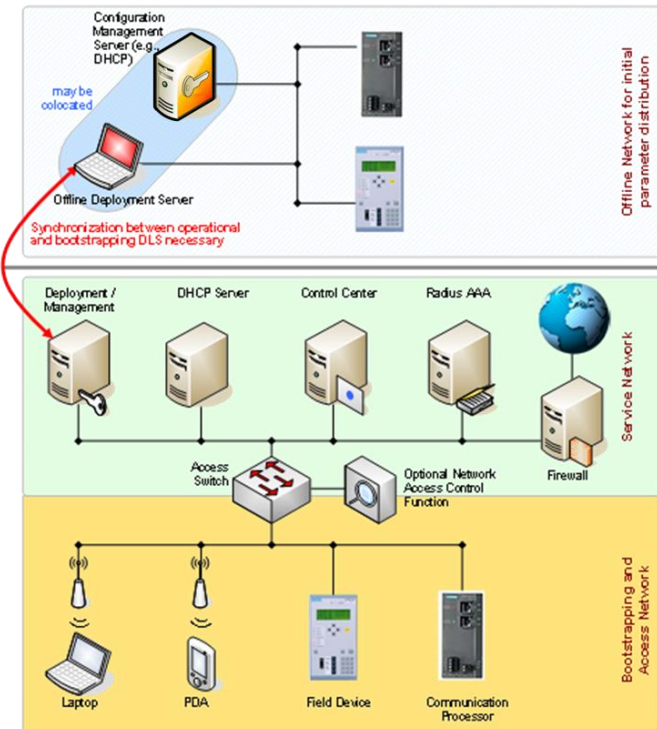 Configuration
Management
Server (e.g.,
DHCP)
may be
colocated
Offline Deployment Server
Synchronization between operational
and bootstrapping DLS necessary
Offline Network for initial
parameter distribution
Deployment /
Management
DHCP Server
Control Center
Radius AAA
Firewall
Service Network
Access
Switch
Optional Network
Access Control
Function
Laptop
PDA
Field Device
Communication
Processor
Bootstrapping and
Access Network